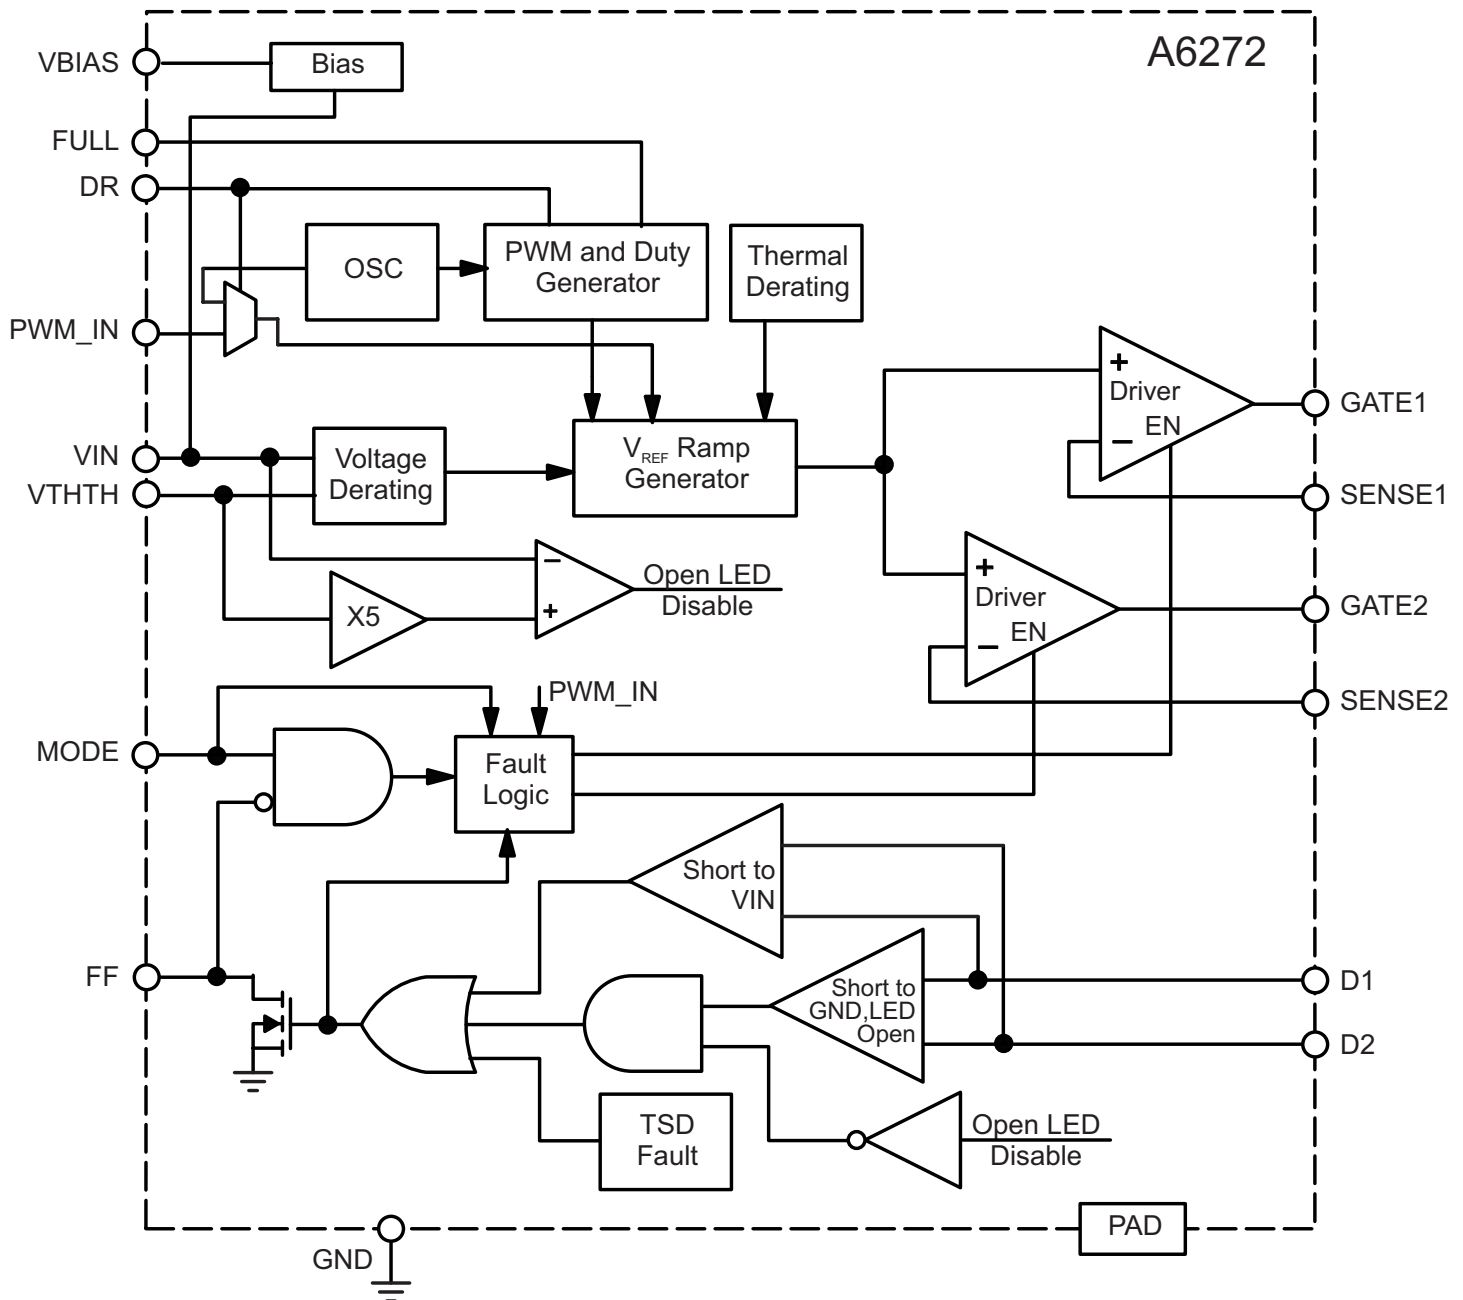 A6272
VBIAS
Bias
FULL
DR
OSC
PWM and Duty
Generator
Thermal
Derating
PWM_IN
+
Driver
EN
−
GATE1
VIN
Voltage
Derating
VREF Ramp
Generator
VTHTH
SENSE1
−
+
Open LED
Disable
X5
+
Driver
EN
−
GATE2
SENSE2
PWM_IN
MODE
Fault
Logic
Short to
VIN
FF
Short to
GND,LED
Open
D1
D2
TSD
Fault
Open LED
Disable
PAD
GND